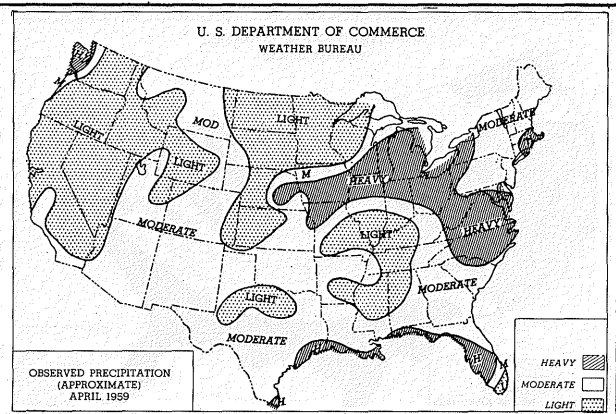 U. S. DEPARTMENT OF COMMERCE
WEATHER BUREAU
H
M
LIGHT
MOD
LIGHT
MODERATE
M
LIGHT
M
HEAVY
MODERATE
HEAVY
LIGHT
MODERATE
LIGHT
MODERATE
H
H
M
H
OBSERVED PRECIPITATION
(APPROXIMATE)
APRIL 1959
HEAVY
MODERATE
LIGHT